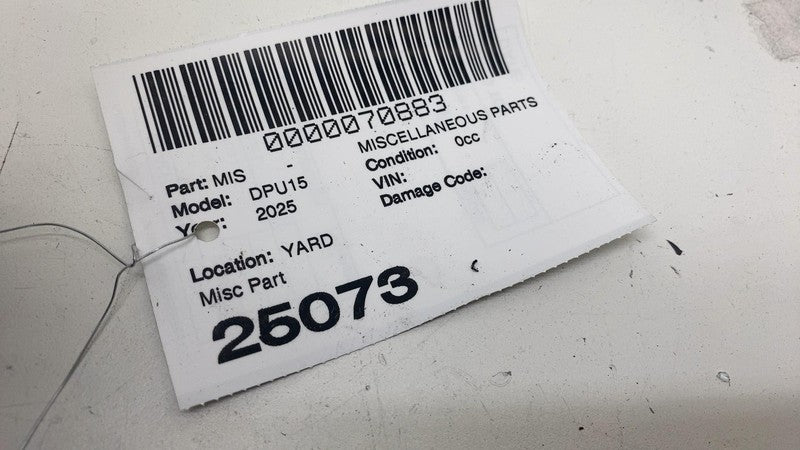 0000070883
Part: MIS - MISCELLANEOUS PARTS
Model: DPU15 Condition: 0cc
Year: 2025 VIN:
Damage Code:
Location: YARD
Misc Part
25073